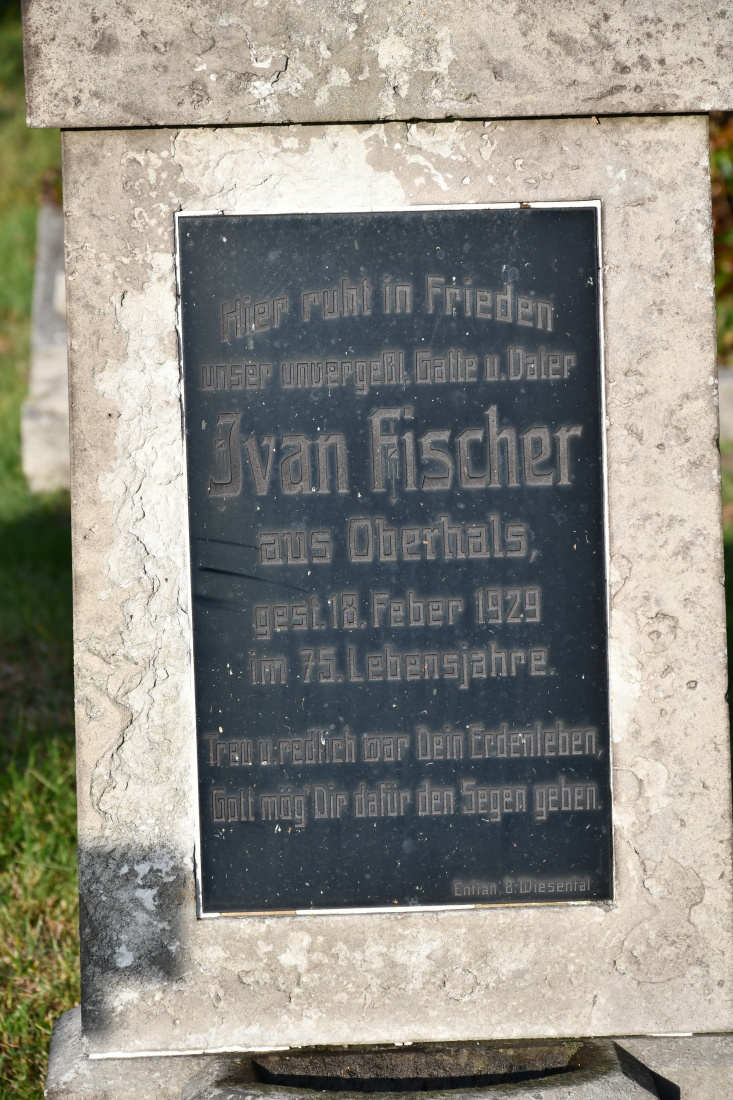 Hier ruht in Frieden
unser unvergeßl. Gatte u. Vater
Ivan Fischer
aus Oberhals,
gest. 18. Feber 1929
im 75. Lebensjahre.
Treu u. redlich war Dein Erdenleben,
Gott mög' Dir dafür den Segen geben.
Entian, B-Wiesental